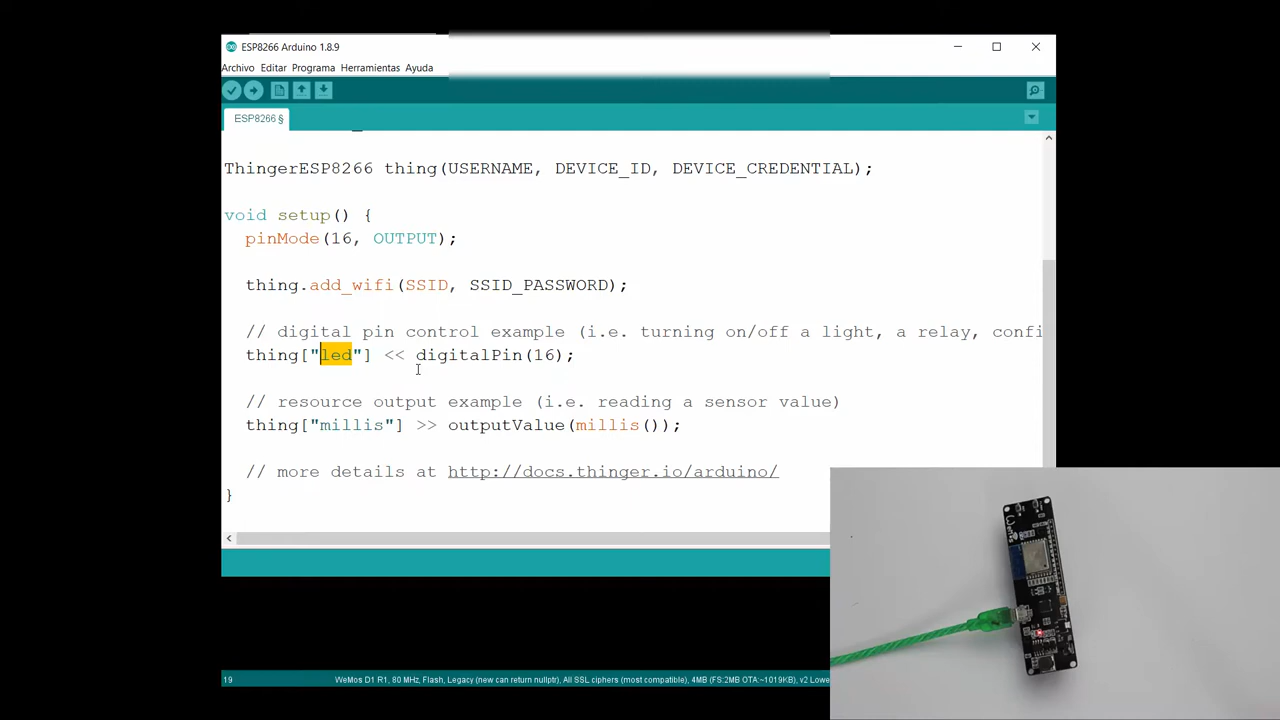 ESP8266 Arduino 1.8.9
Archivo Editar Programa Herramientas Ayuda
ESP8266 §
ThingerESP8266 thing(USERNAME, DEVICE_ID, DEVICE_CREDENTIAL);
void setup() {
pinMode(16, OUTPUT);
thing.add_wifi(SSID, SSID_PASSWORD);
// digital pin control example (i.e. turning on/off a light, a relay, confi
thing["led"] << digitalPin(16);
// resource output example (i.e. reading a sensor value)
thing["millis"] >> outputValue(millis());
// more details at http://docs.thinger.io/arduino/
}
19
WeMos D1 R1, 80 MHz, Flash, Legacy (new can return nullptr), All SSL ciphers (most compatible), 4MB (FS:2MB OTA:~1019KB), v2 Lowe